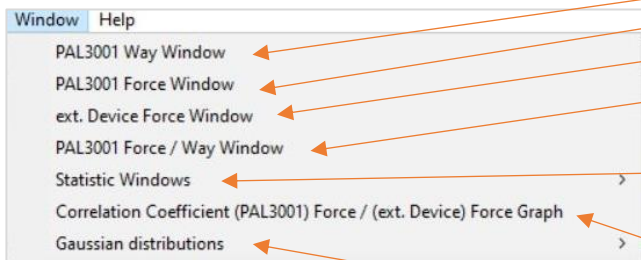 Window Help
PAL3001 Way Window
PAL3001 Force Window
ext. Device Force Window
PAL3001 Force / Way Window
Statistic Windows
Correlation Coefficient (PAL3001) Force / (ext. Device) Force Graph
Gaussian distributions